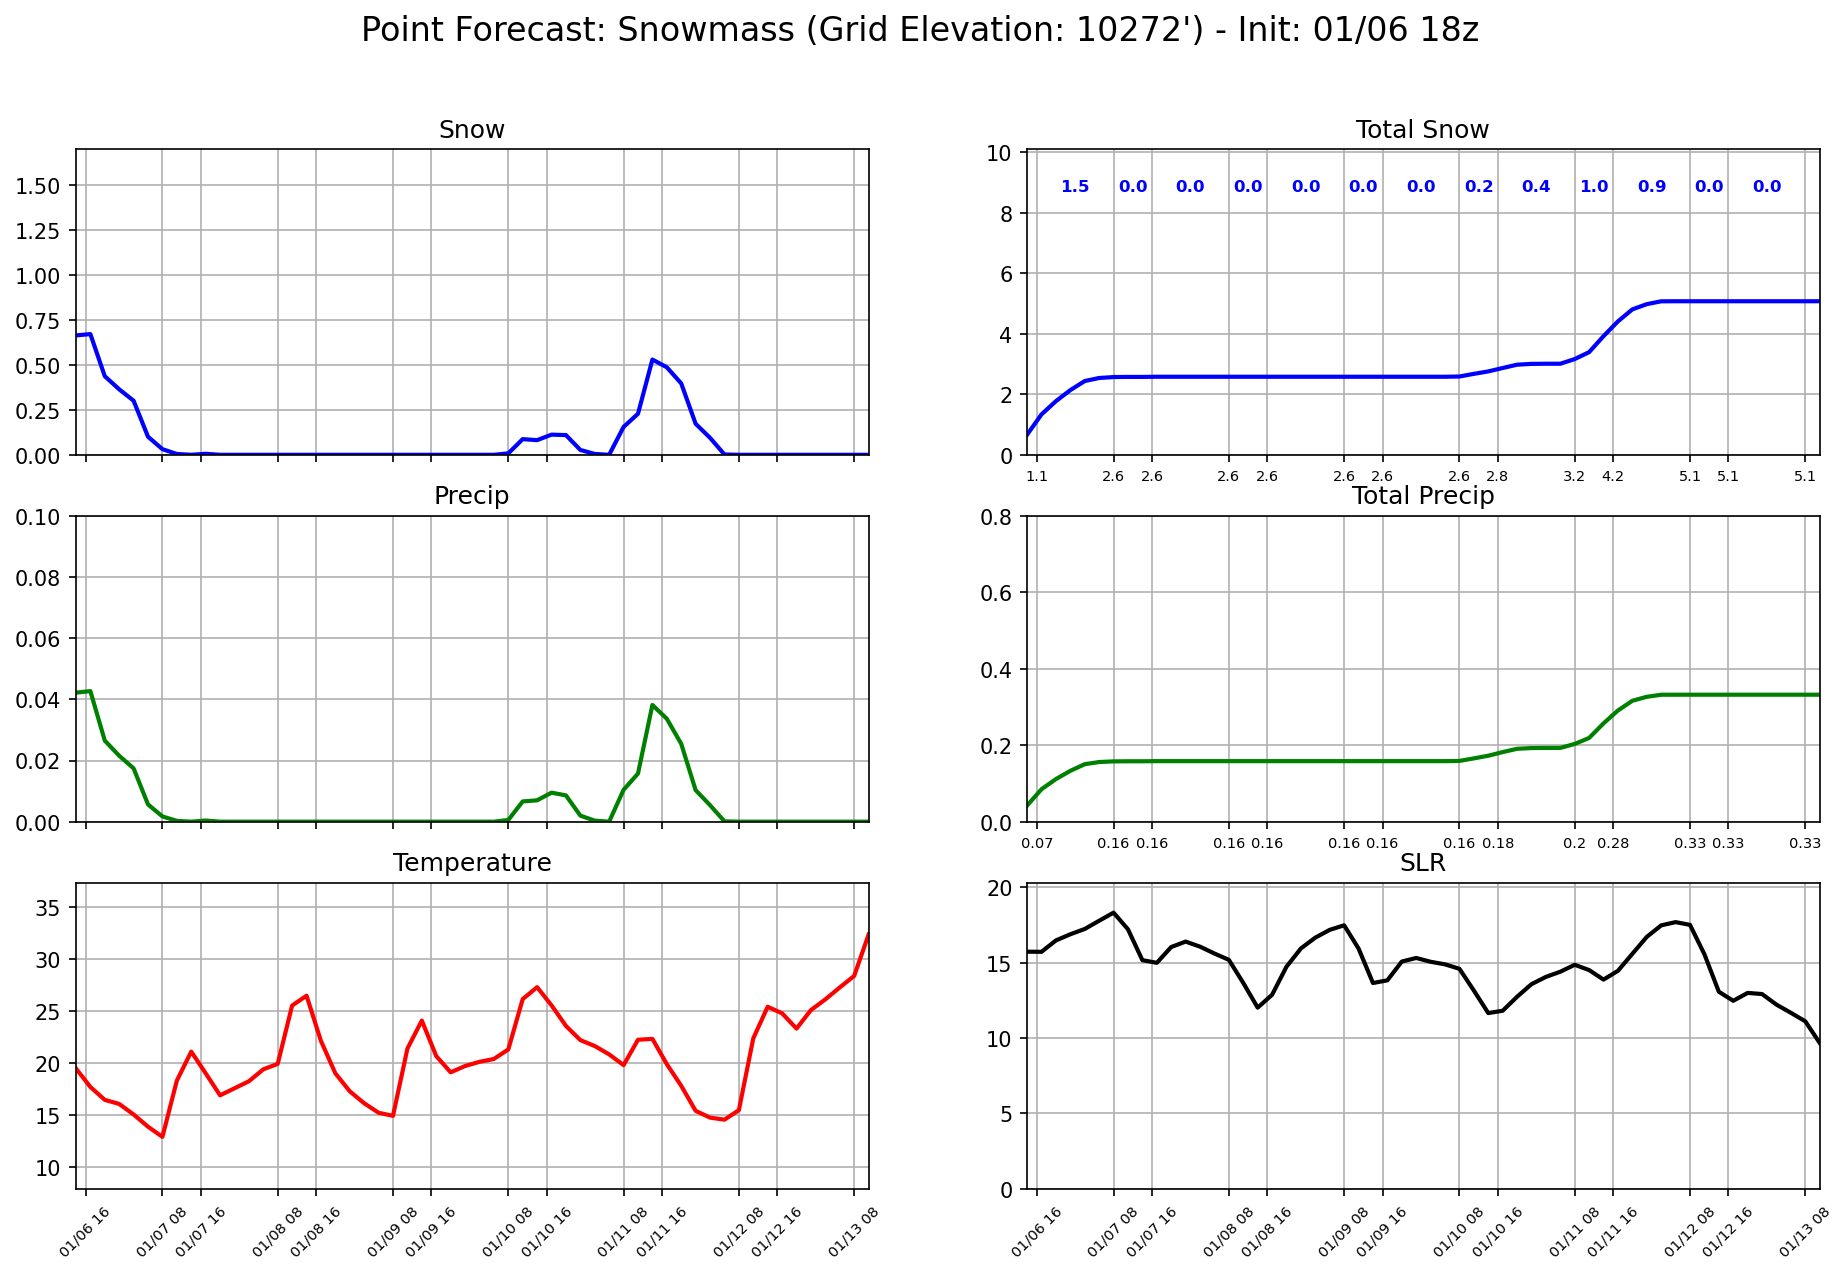 Point Forecast: Snowmass (Grid Elevation: 10272') - Init: 01/06 18z
Snow
1.50
1.25
1.00
0.75
0.50
0.25
0.00
Total Snow
10
8
6
4
2
0
1.5 0.0 0.0 0.0 0.0 0.0 0.0 0.2 0.4 1.0 0.9 0.0 0.0
1.1 2.6 2.6 2.6 2.6 2.6 2.6 2.6 2.8 3.2 4.2 5.1 5.1 5.1
Precip
0.10
0.08
0.06
0.04
0.02
0.00
Total Precip
0.8
0.6
0.4
0.2
0.0
0.07 0.16 0.16 0.16 0.16 0.16 0.16 0.16 0.18 0.2 0.28 0.33 0.33 0.33
Temperature
35
30
25
20
15
10
01/06 16 01/07 08 01/07 16 01/08 08 01/08 16 01/09 08 01/09 16 01/10 08 01/10 16 01/11 08 01/11 16 01/12 08 01/12 16 01/13 08
SLR
20
15
10
5
0
01/06 16 01/07 08 01/07 16 01/08 08 01/08 16 01/09 08 01/09 16 01/10 08 01/10 16 01/11 08 01/11 16 01/12 08 01/12 16 01/13 08